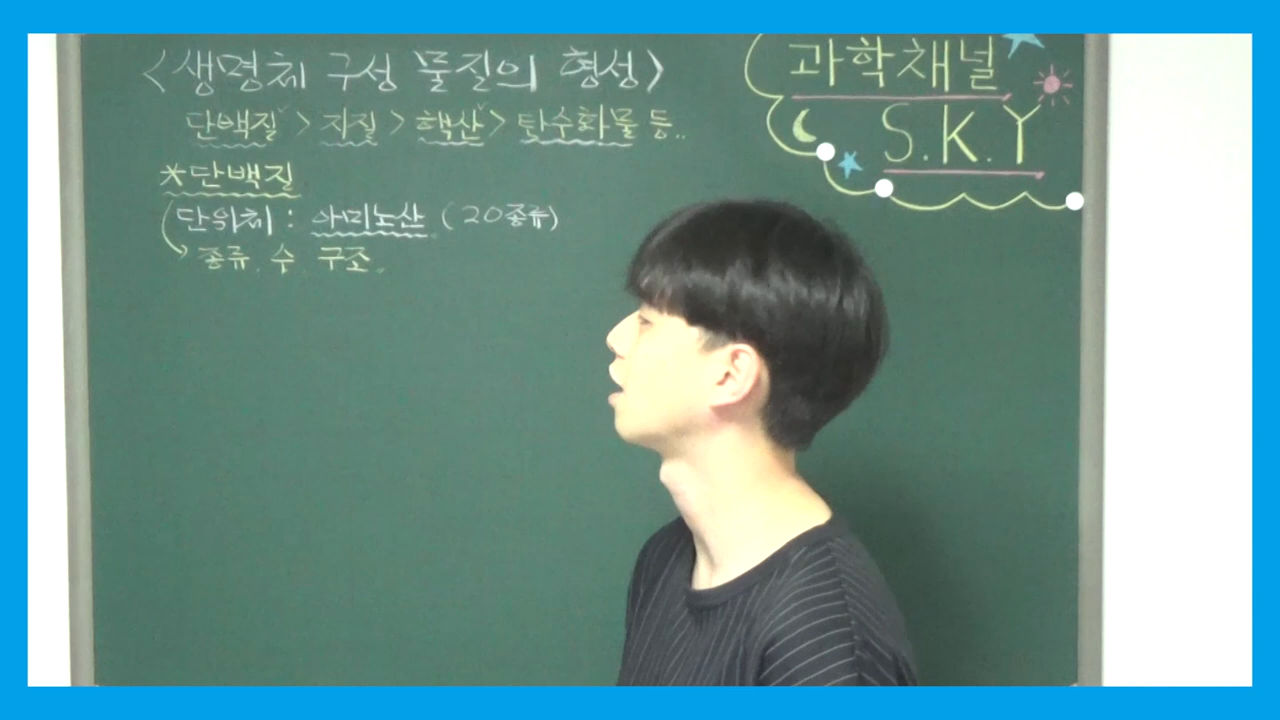 <생명체 구성 물질의 형성>
단백질 > 지질 > 핵산 > 탄수화물 등..
*단백질
단위체 : 아미노산 (20종류)
종류, 수, 구조.
과학채널
S.K.Y